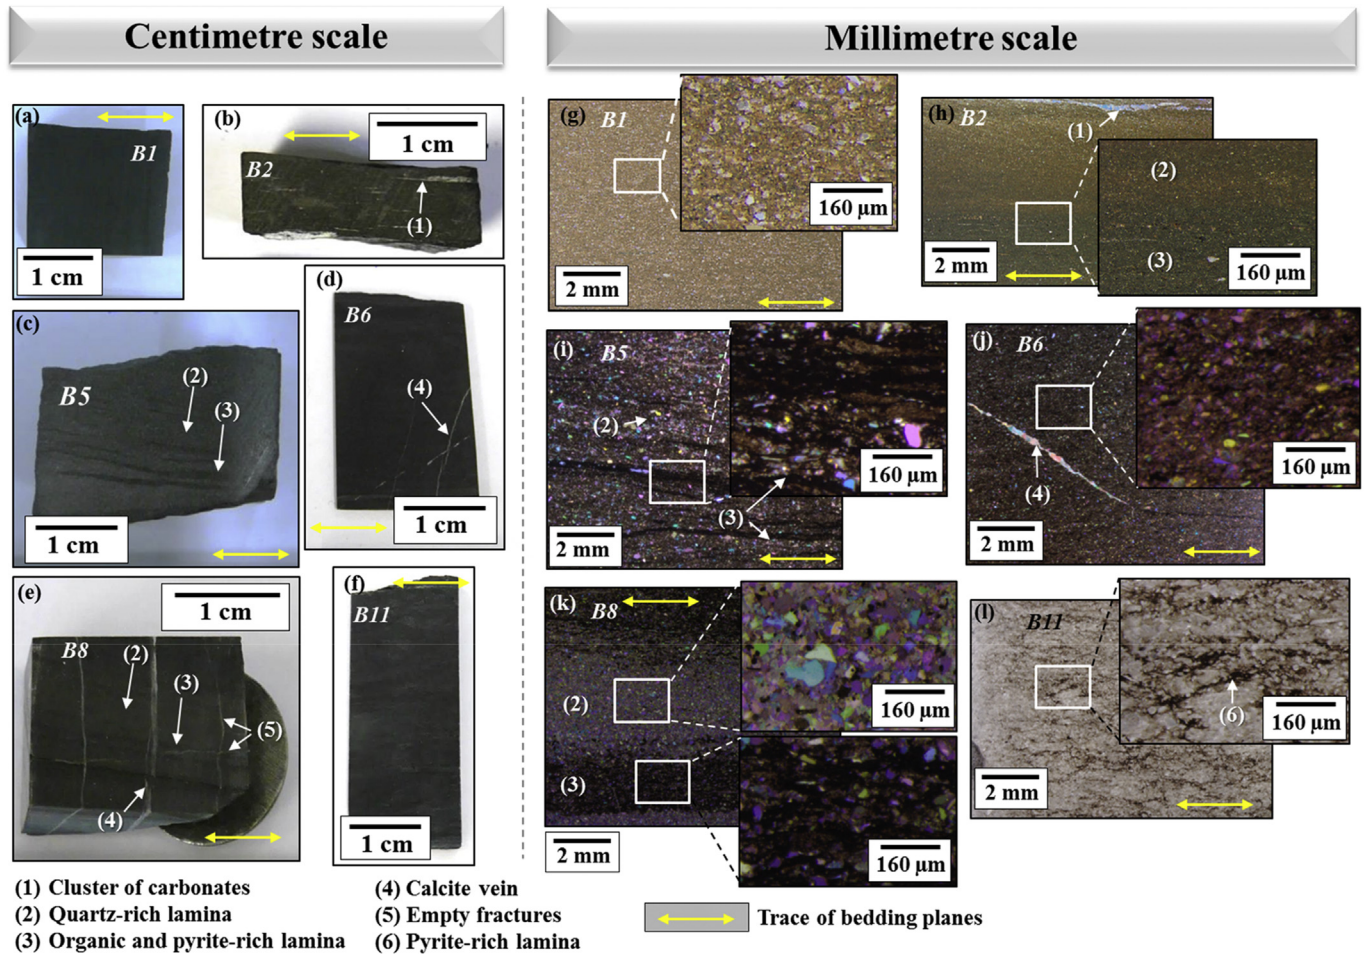 Centimetre scale
Millimetre scale
(a)
B1
1 cm
(b)
1 cm
B2
(1)
(c)
B5
(2)
(3)
1 cm
(d)
B6
(4)
1 cm
(e)
1 cm
B8
(2)
(3)
(5)
(4)
(f)
B11
1 cm
(g)
B1
160 µm
2 mm
(h)
B2
(1)
(2)
(3)
2 mm
160 µm
(i)
B5
(2)
160 µm
(3)
2 mm
(j)
B6
160 µm
(4)
2 mm
(k)
B8
160 µm
(2)
(3)
160 µm
2 mm
(l)
B11
(6)
160 µm
2 mm
(1) Cluster of carbonates
(2) Quartz-rich lamina
(3) Organic and pyrite-rich lamina
(4) Calcite vein
(5) Empty fractures
(6) Pyrite-rich lamina
Trace of bedding planes